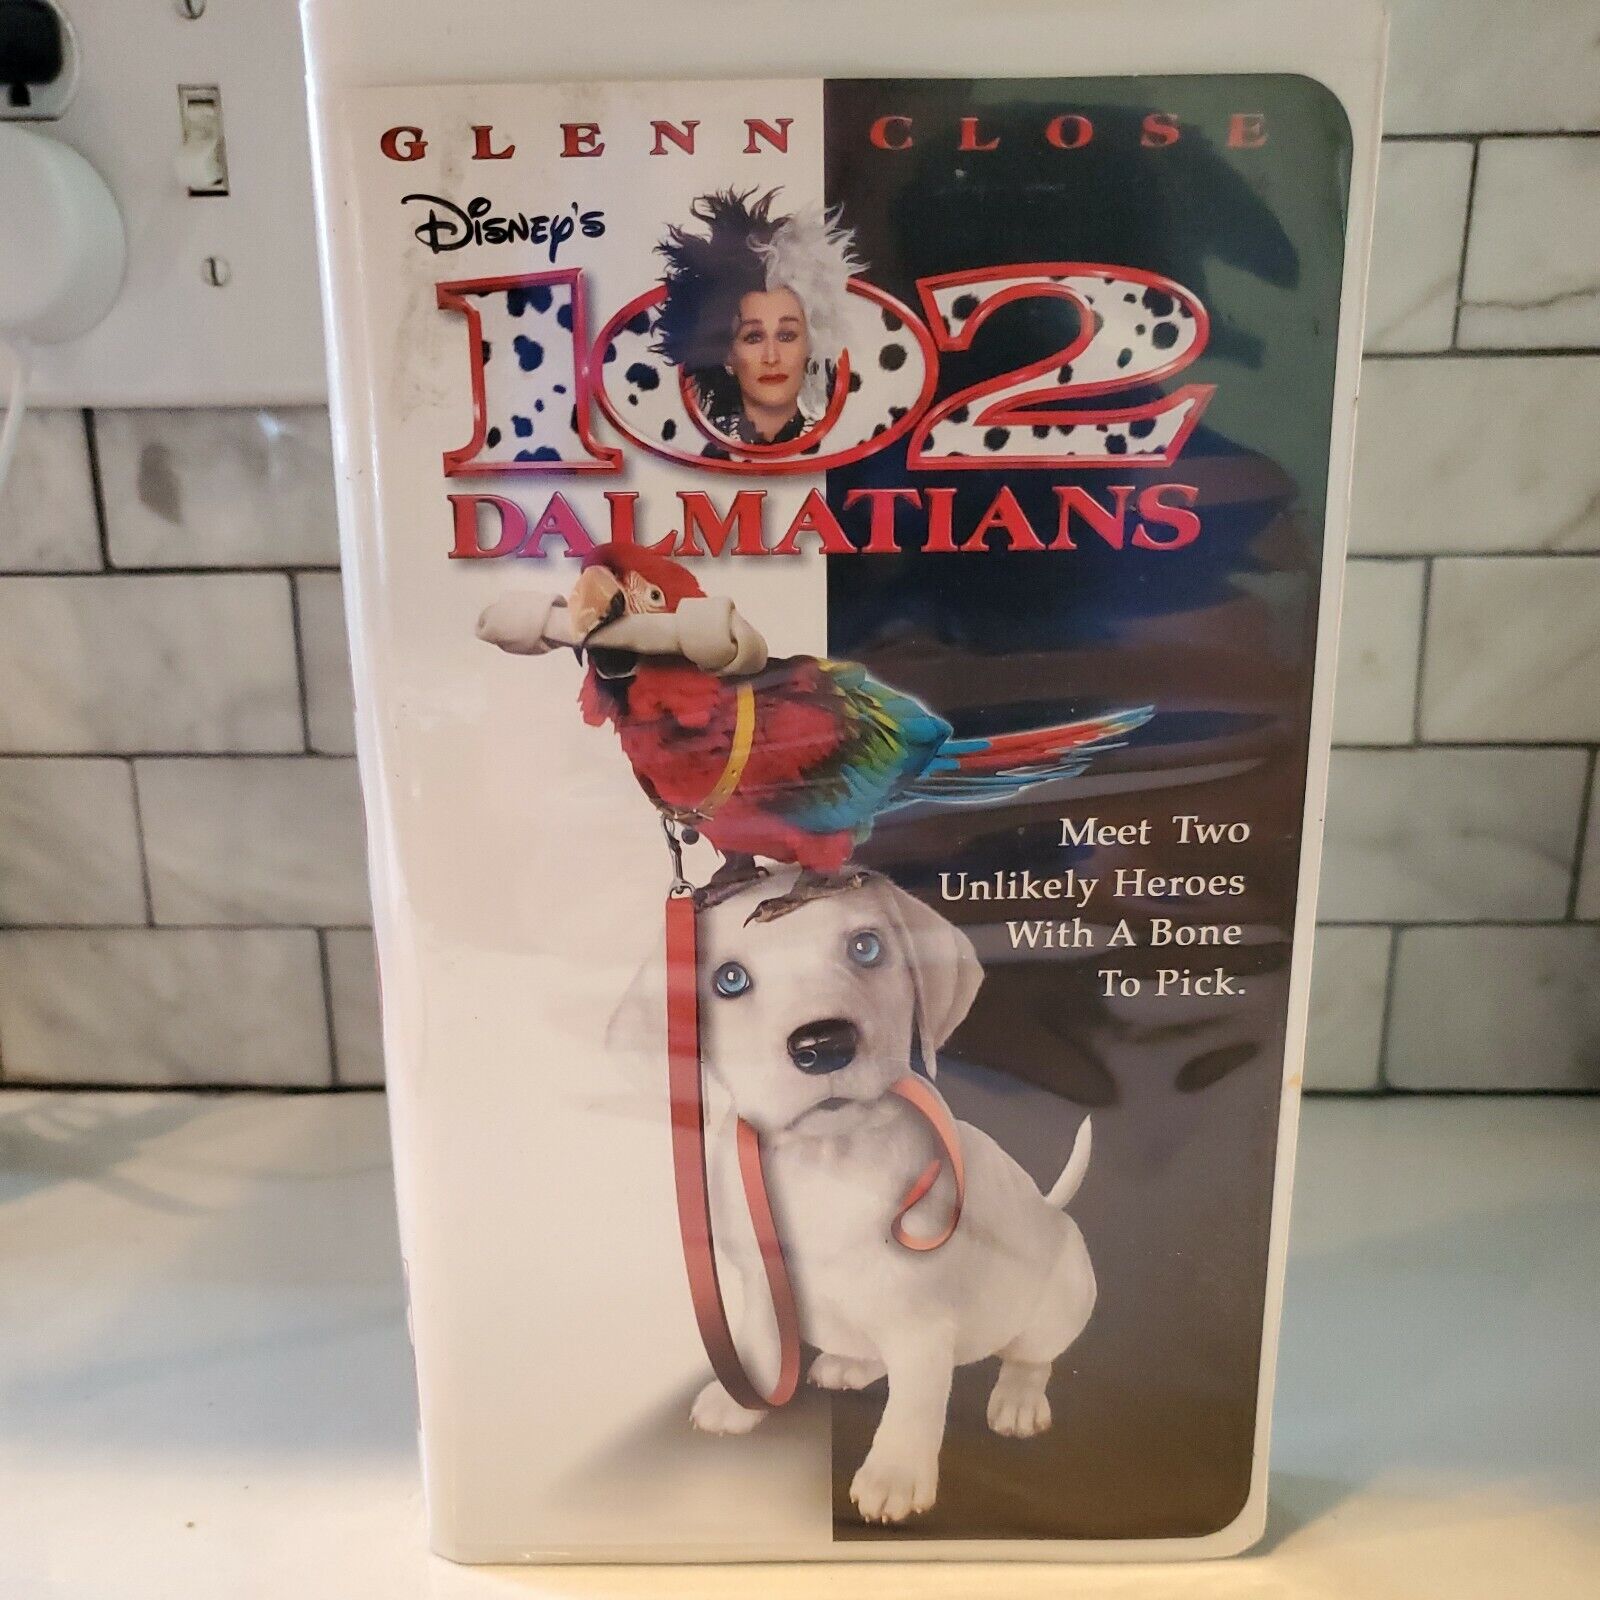 GLENN CLOSE
DISNEY'S
102
DALMATIANS
Meet Two
Unlikely Heroes
With A Bone
To Pick.